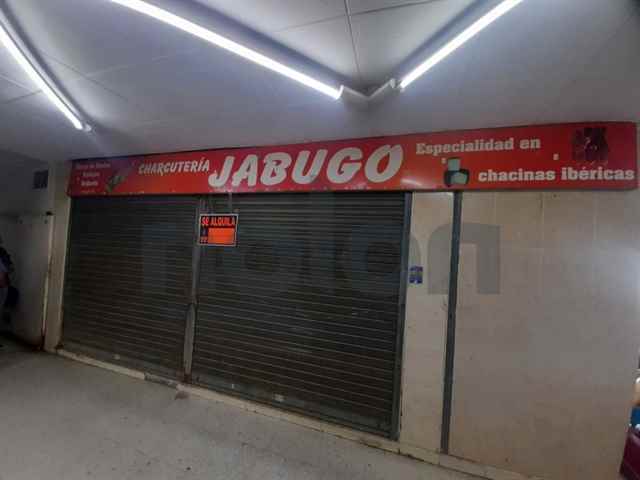 CHARCUTERÍA JABUGO
Especialidad en
chacinas ibéricas
SE ALQUILA